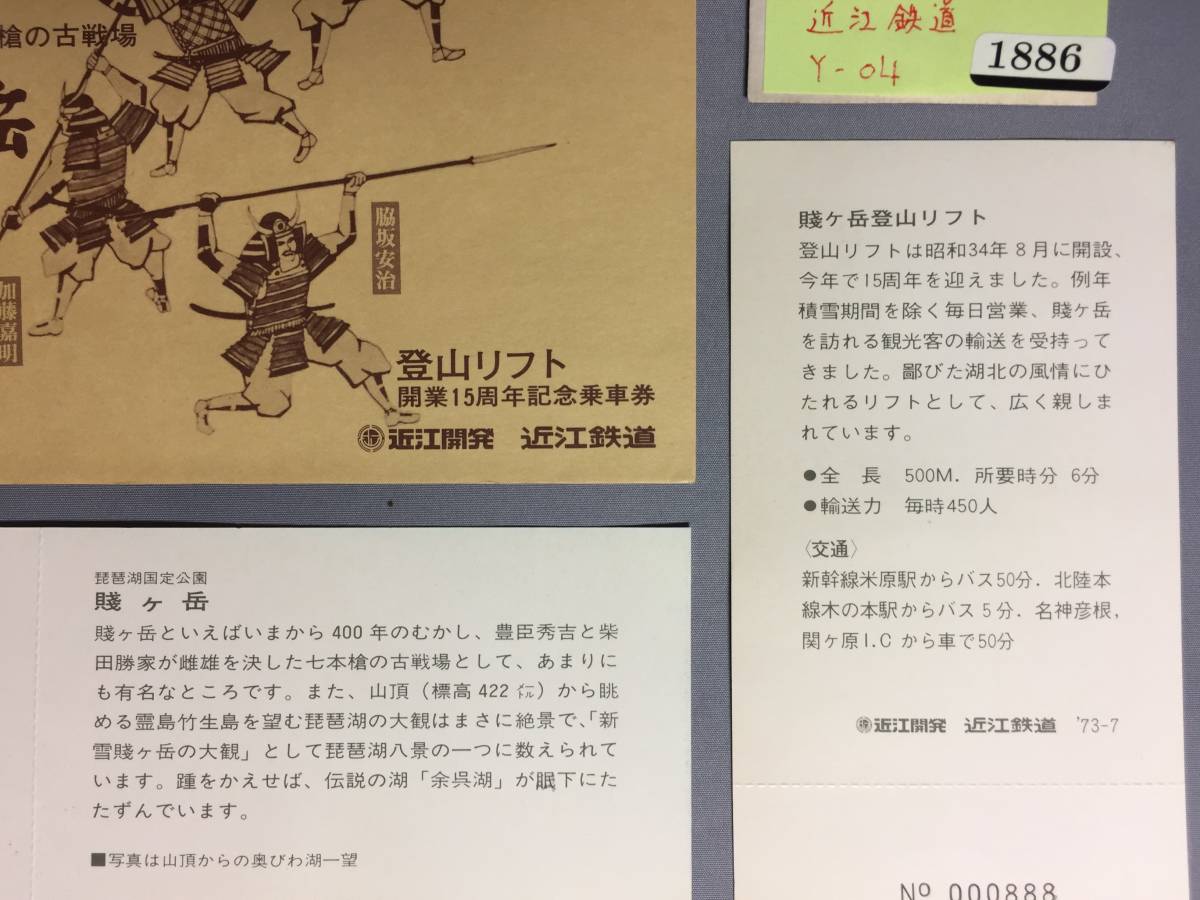 槍の古戦場
岳
脇坂安治
加藤嘉明
登山リフト
開業15周年記念乗車券
近江開発 近江鉄道
近江鉄道
Y-04
1886
賤ヶ岳登山リフト
登山リフトは昭和34年8月に開設、
今年で15周年を迎えました。例年
積雪期間を除く毎日営業、賤ヶ岳
を訪れる観光客の輸送を受持って
きました。鄙びた湖北の風情にひ
たれるリフトとして、広く親しま
れています。
●全長 500M. 所要時分 6分
●輸送力 毎時450人
〈交通〉
新幹線米原駅からバス50分. 北陸本
線木の本駅からバス5分. 名神彦根,
関ヶ原I.Cから車で50分
近江開発 近江鉄道 '73-7
No 000888
琵琶湖国定公園
賤ヶ岳
賤ヶ岳といえばいまから400年のむかし、豊臣秀吉と柴
田勝家が雌雄を決した七本槍の古戦場として、あまりに
も有名なところです。また、山頂（標高422㍍）から眺
める霊島竹生島を望む琵琶湖の大観はまさに絶景で、「新
雪賤ヶ岳の大観」として琵琶湖八景の一つに数えられて
います。踵をかえせば、伝説の湖「余呉湖」が眼下にた
たずんでいます。
■写真は山頂からの奥びわ湖一望